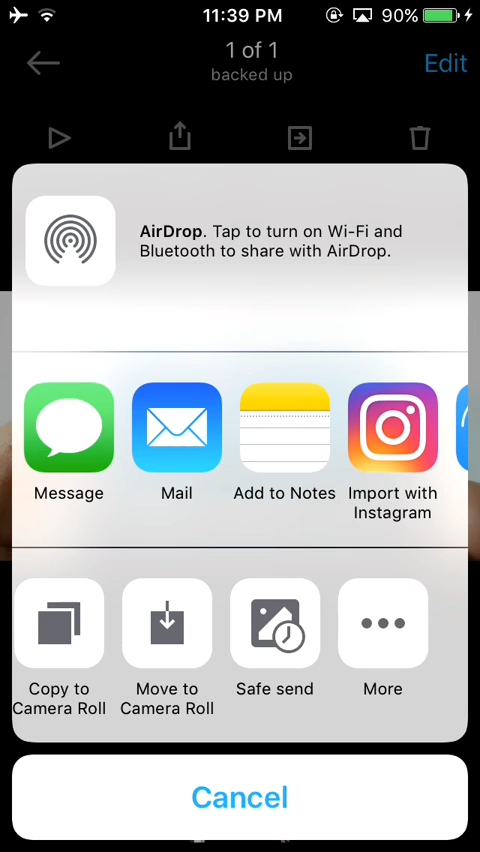 11:39 PM
90%
1 of 1
backed up
Edit
AirDrop. Tap to turn on Wi-Fi and
Bluetooth to share with AirDrop.
Message
Mail
Add to Notes
Import with
Instagram
Copy to
Camera Roll
Move to
Camera Roll
Safe send
More
Cancel